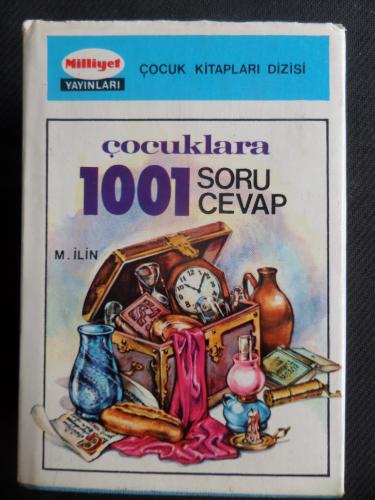 Milliyet
YAYINLARI
ÇOCUK KİTAPLARI DİZİSİ
çocuklara
1001 SORU
CEVAP
M. İLİN